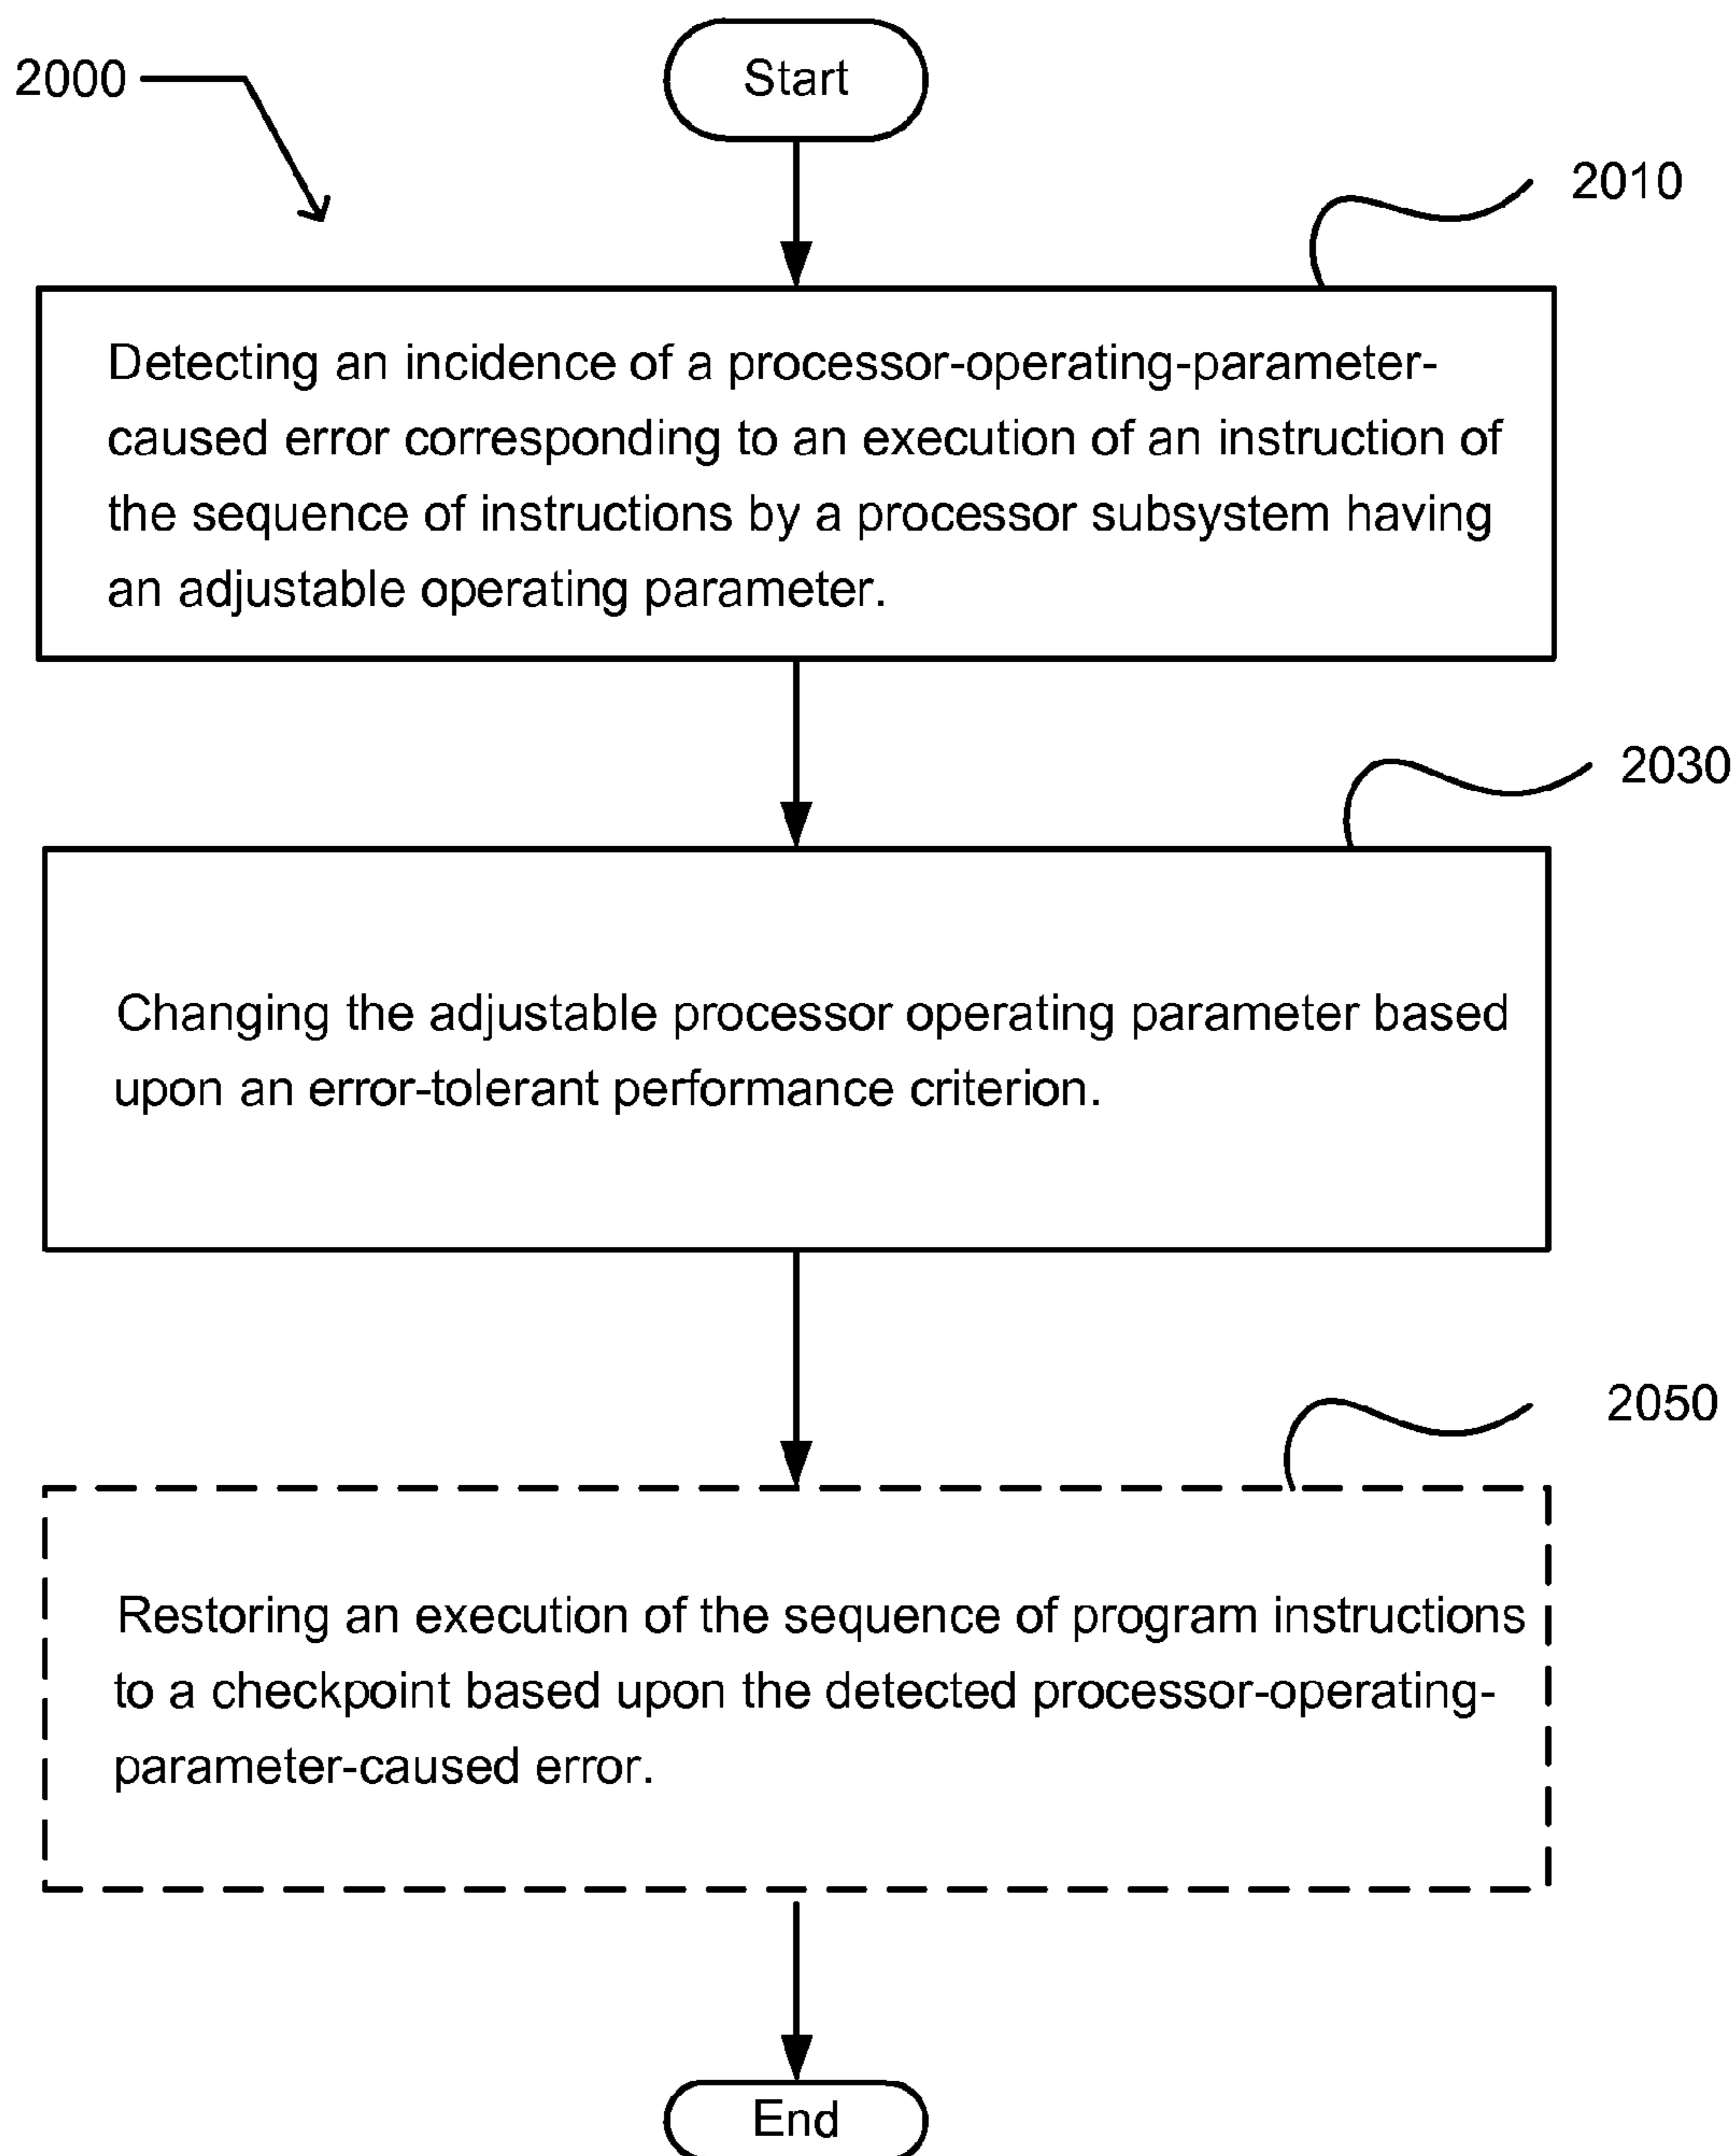 2000
Start
2010
Detecting an incidence of a processor-operating-parameter-
caused error corresponding to an execution of an instruction of
the sequence of instructions by a processor subsystem having
an adjustable operating parameter.
2030
Changing the adjustable processor operating parameter based
upon an error-tolerant performance criterion.
2050
Restoring an execution of the sequence of program instructions
to a checkpoint based upon the detected processor-operating-
parameter-caused error.
End